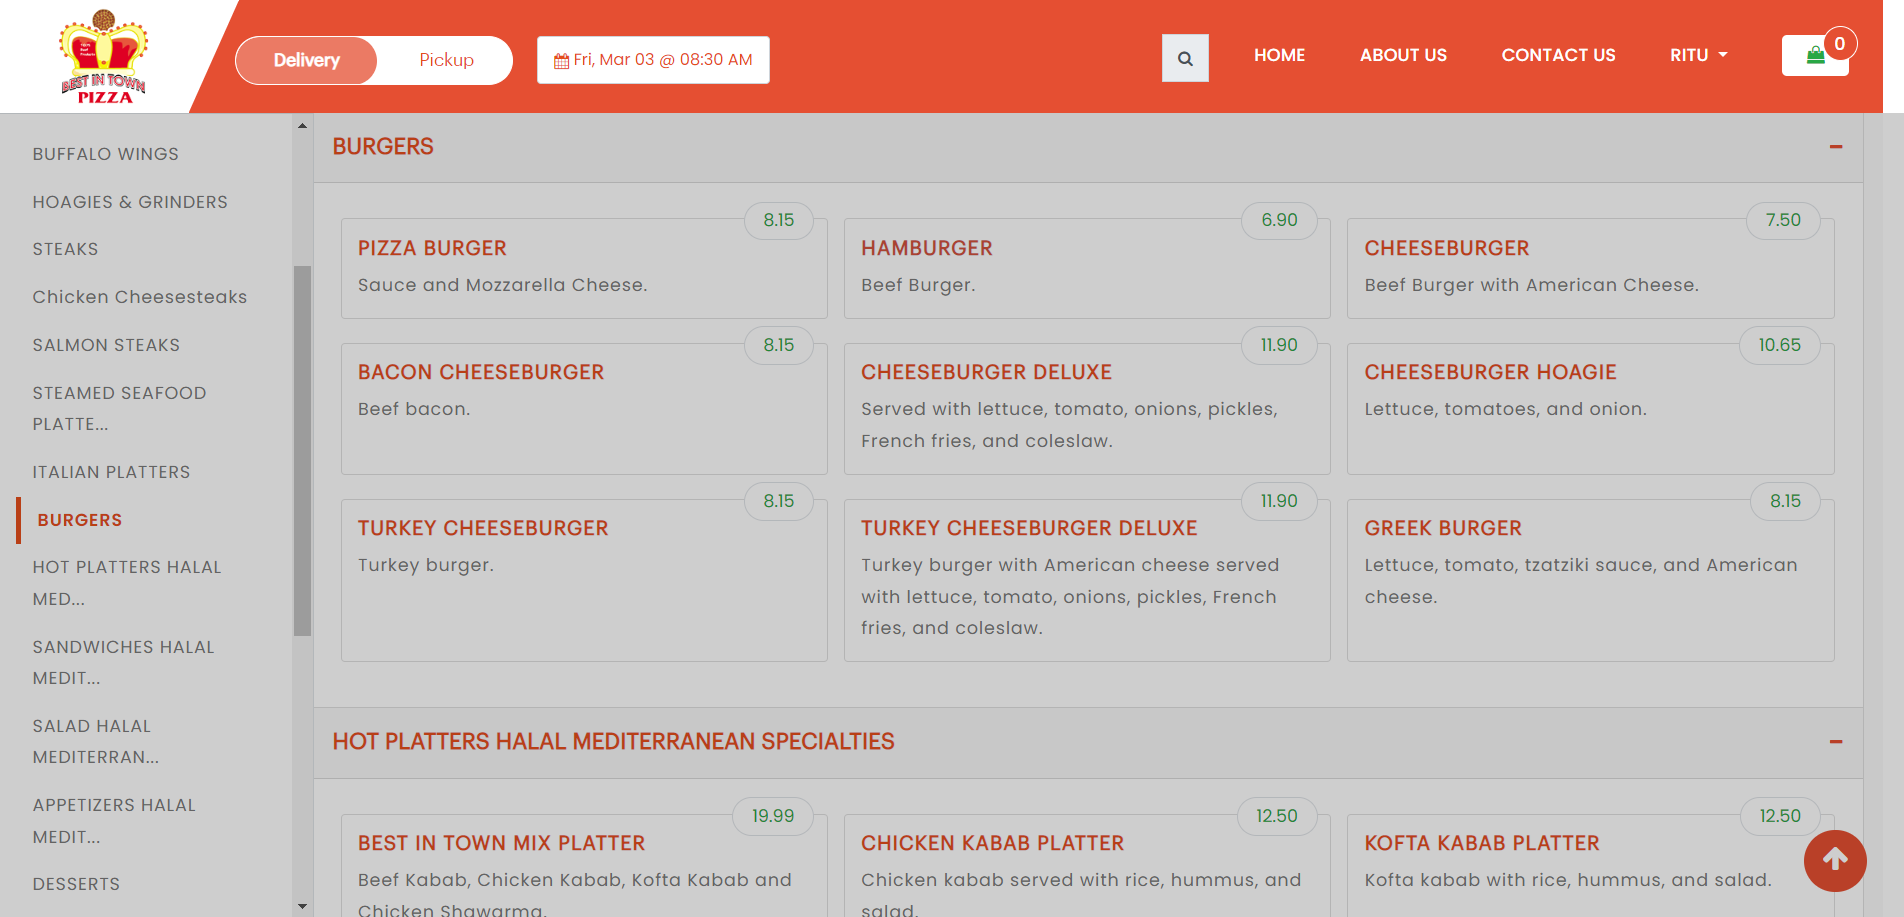 BEST IN TOWN
PIZZA
Delivery
Pickup
Fri, Mar 03 @ 08:30 AM
HOME
ABOUT US
CONTACT US
RITU
0
BUFFALO WINGS
HOAGIES & GRINDERS
STEAKS
Chicken Cheesesteaks
SALMON STEAKS
STEAMED SEAFOOD
PLATTE...
ITALIAN PLATTERS
BURGERS
HOT PLATTERS HALAL
MED...
SANDWICHES HALAL
MEDIT...
SALAD HALAL
MEDITERRAN...
APPETIZERS HALAL
MEDIT...
DESSERTS
BURGERS
8.15
PIZZA BURGER
Sauce and Mozzarella Cheese.
6.90
HAMBURGER
Beef Burger.
7.50
CHEESEBURGER
Beef Burger with American Cheese.
8.15
BACON CHEESEBURGER
Beef bacon.
11.90
CHEESEBURGER DELUXE
Served with lettuce, tomato, onions, pickles,
French fries, and coleslaw.
10.65
CHEESEBURGER HOAGIE
Lettuce, tomatoes, and onion.
8.15
TURKEY CHEESEBURGER
Turkey burger.
11.90
TURKEY CHEESEBURGER DELUXE
Turkey burger with American cheese served
with lettuce, tomato, onions, pickles, French
fries, and coleslaw.
8.15
GREEK BURGER
Lettuce, tomato, tzatziki sauce, and American
cheese.
HOT PLATTERS HALAL MEDITERRANEAN SPECIALTIES
19.99
BEST IN TOWN MIX PLATTER
Beef Kabab, Chicken Kabab, Kofta Kabab and
Chicken Shawarma.
12.50
CHICKEN KABAB PLATTER
Chicken kabab served with rice, hummus, and
salad.
12.50
KOFTA KABAB PLATTER
Kofta kabab with rice, hummus, and salad.